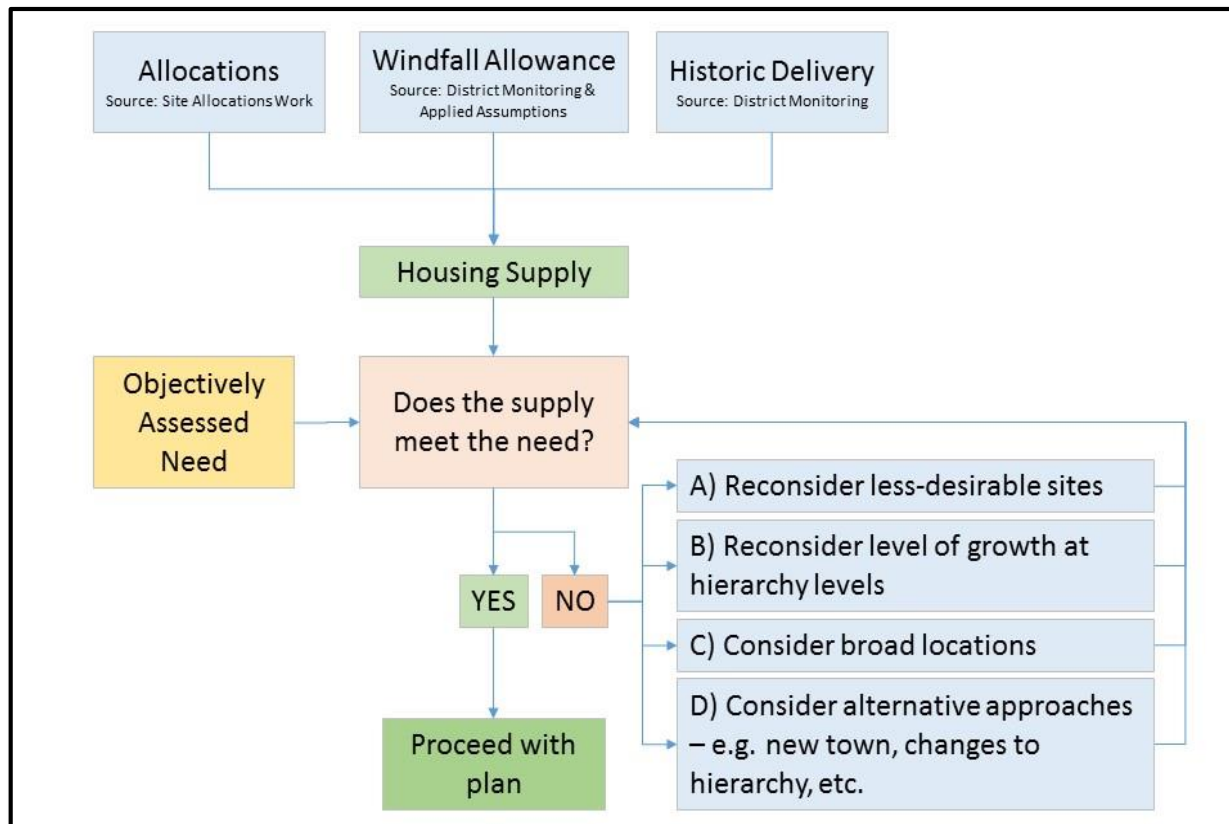 Allocations
Source: Site Allocations Work
Windfall Allowance
Source: District Monitoring &
Applied Assumptions
Historic Delivery
Source: District Monitoring
Housing Supply
Objectively
Assessed
Need
Does the supply
meet the need?
A) Reconsider less-desirable sites
B) Reconsider level of growth at
hierarchy levels
YES
NO
C) Consider broad locations
D) Consider alternative approaches
– e.g. new town, changes to
hierarchy, etc.
Proceed with
plan